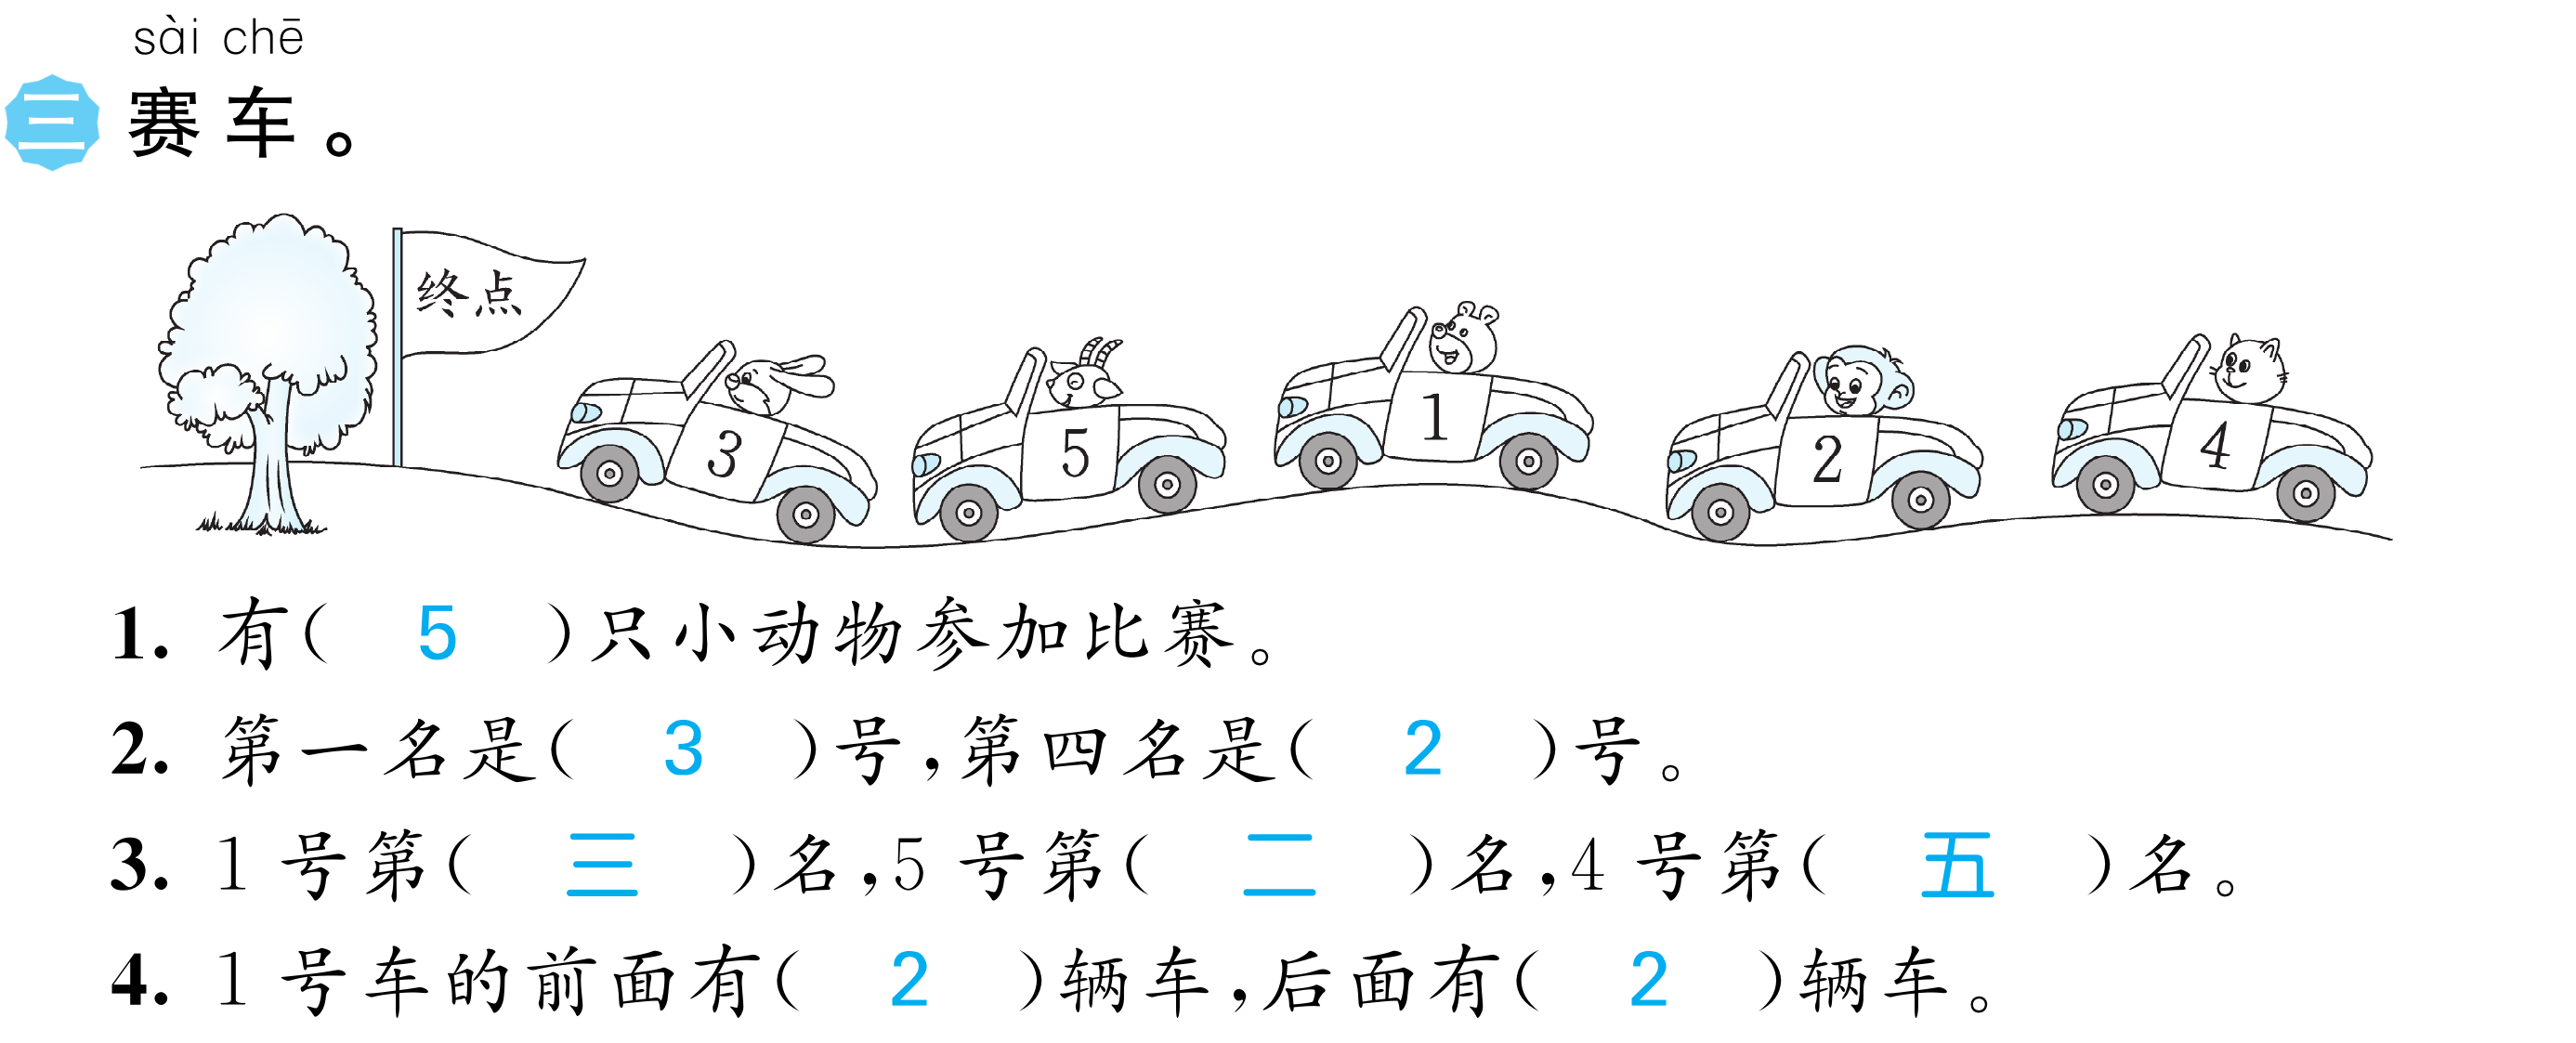 sài chē
三 赛车。
终点
3 5 1 2 4
1. 有( 5 )只小动物参加比赛。
2. 第一名是( 3 )号,第四名是( 2 )号。
3. 1号第( 三 )名,5号第( 二 )名,4号第( 五 )名。
4. 1号车的前面有( 2 )辆车,后面有( 2 )辆车。